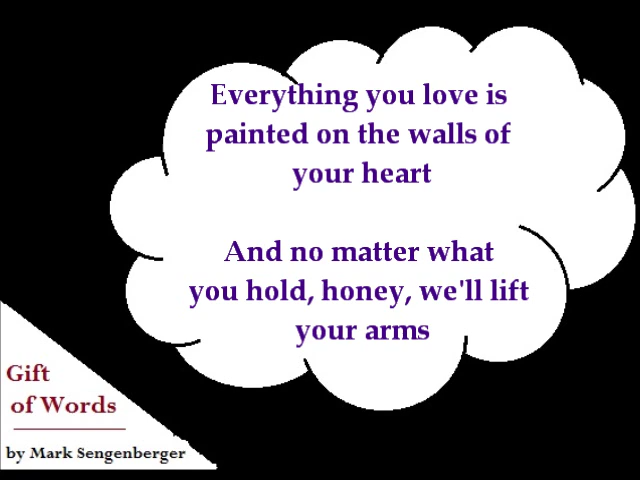 Everything you love is
painted on the walls of
your heart
And no matter what
you hold, honey, we'll lift
your arms
Gift
of Words
by Mark Sengenberger